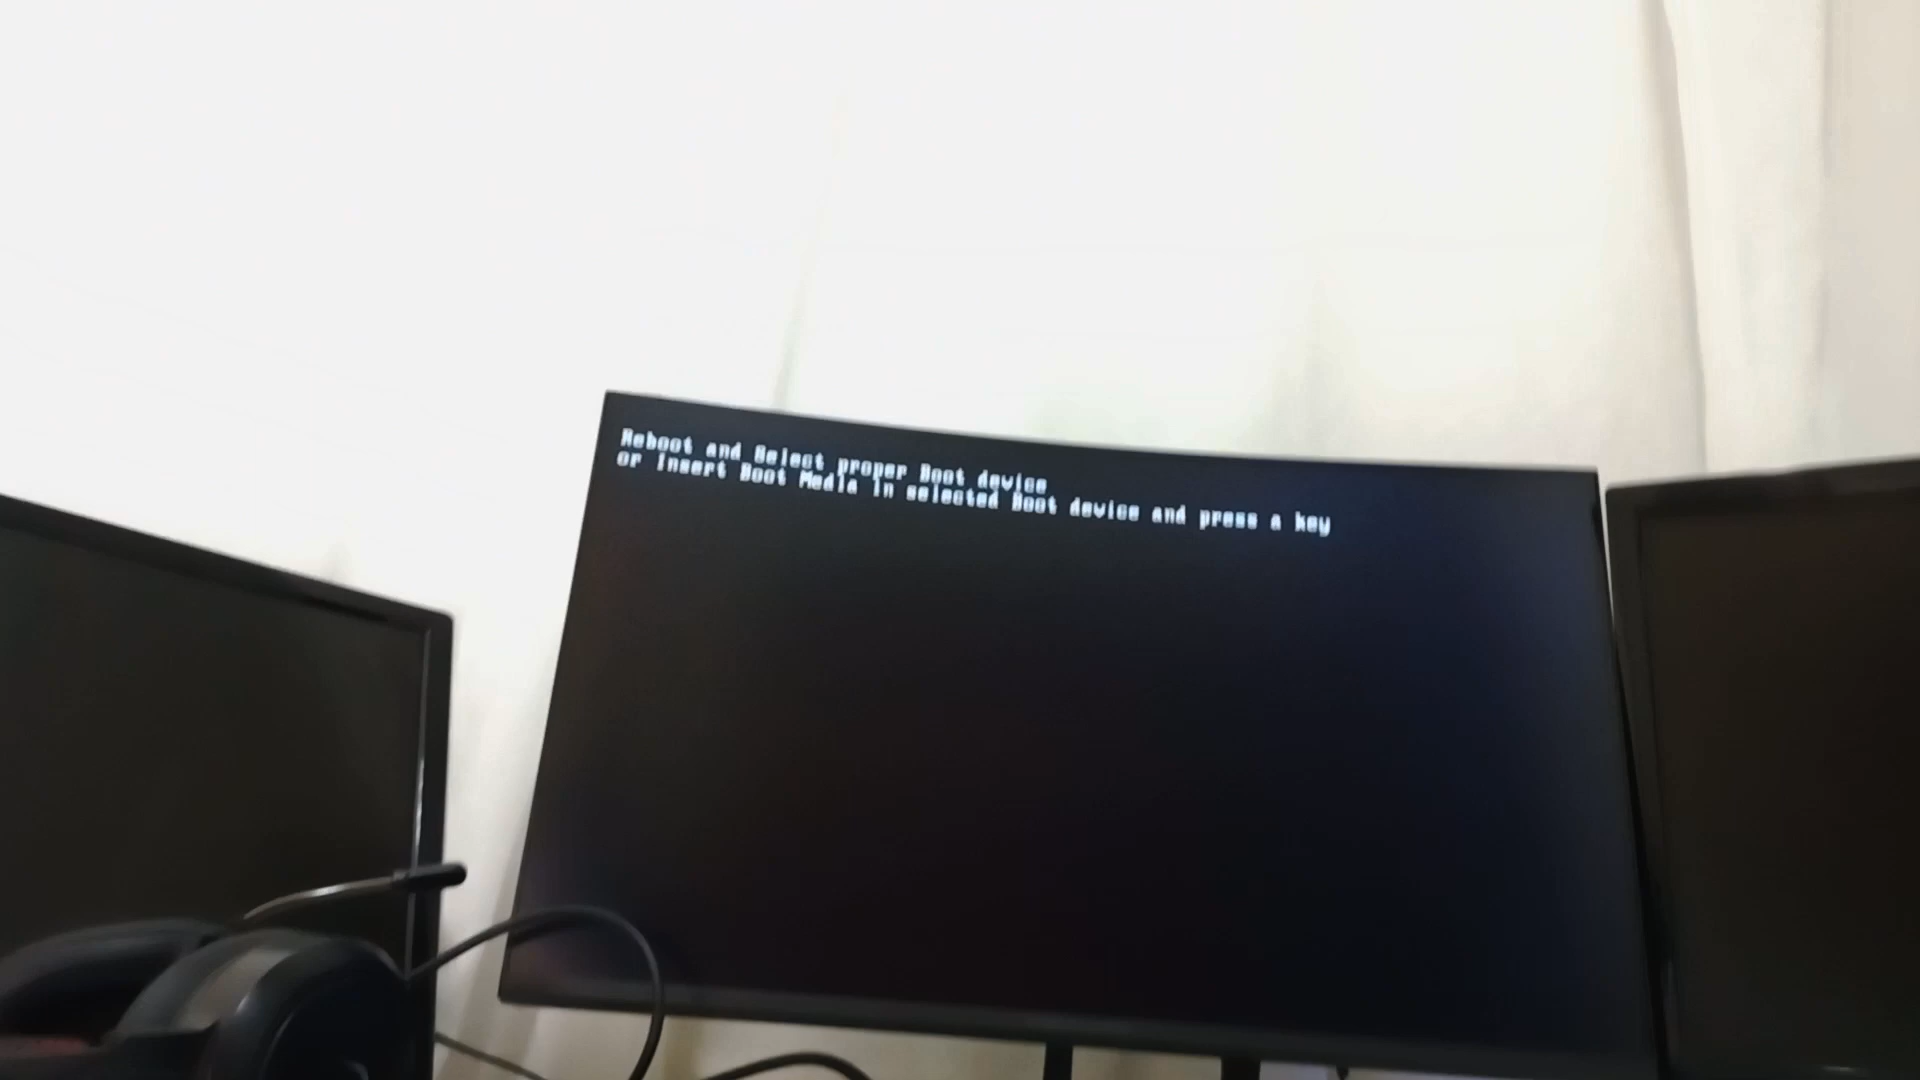 Reboot and Select proper Boot device
or Insert Boot Media in selected Boot device and press a key